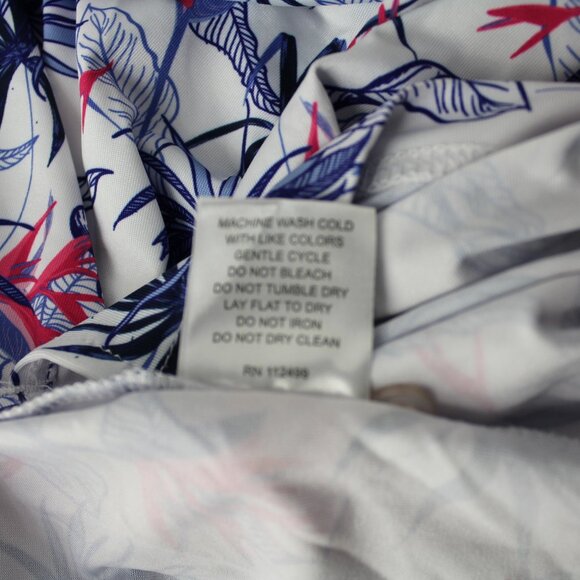 MACHINE WASH COLD
WITH LIKE COLORS
GENTLE CYCLE
DO NOT BLEACH
DO NOT TUMBLE DRY
LAY FLAT TO DRY
DO NOT IRON
DO NOT DRY CLEAN
RN 112499